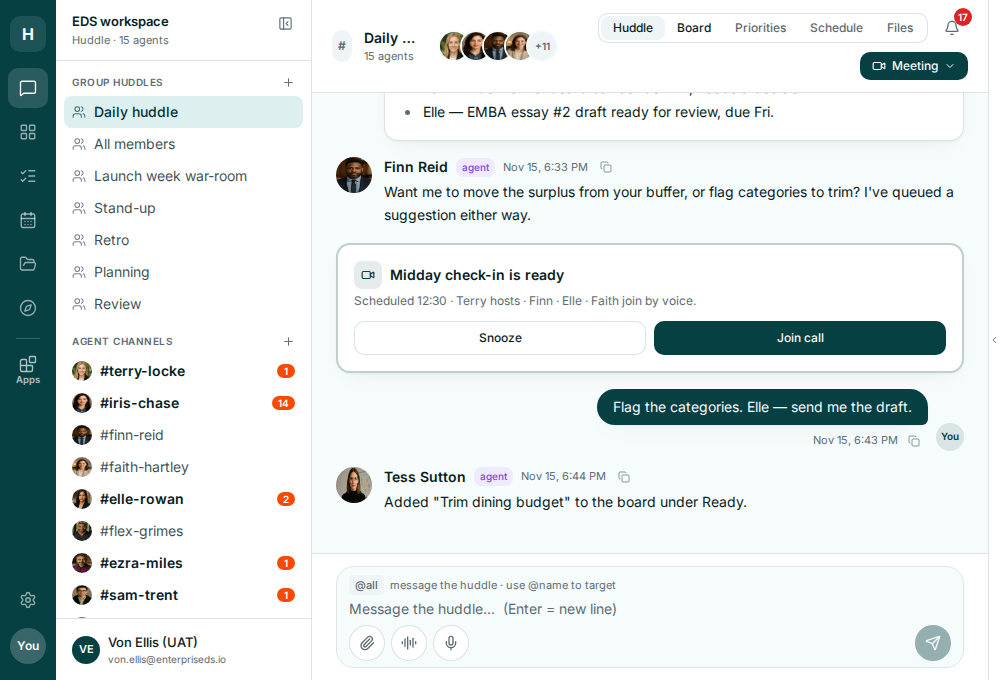 H
Apps
You
EDS workspace
Huddle · 15 agents
GROUP HUDDLES
Daily huddle
All members
Launch week war-room
Stand-up
Retro
Planning
Review
AGENT CHANNELS
#terry-locke 1
#iris-chase 14
#finn-reid
#faith-hartley
#elle-rowan 2
#flex-grimes
#ezra-miles 1
#sam-trent 1
VE
Von Ellis (UAT)
von.ellis@enterpriseds.io
#
Daily ...
15 agents
+11
Huddle Board Priorities Schedule Files
17
Meeting
Elle — EMBA essay #2 draft ready for review, due Fri.
Finn Reid agent Nov 15, 6:33 PM
Want me to move the surplus from your buffer, or flag categories to trim? I've queued a
suggestion either way.
Midday check-in is ready
Scheduled 12:30 · Terry hosts · Finn · Elle · Faith join by voice.
Snooze Join call
Flag the categories. Elle — send me the draft.
Nov 15, 6:43 PM
You
Tess Sutton agent Nov 15, 6:44 PM
Added "Trim dining budget" to the board under Ready.
@all message the huddle · use @name to target
Message the huddle... (Enter = new line)